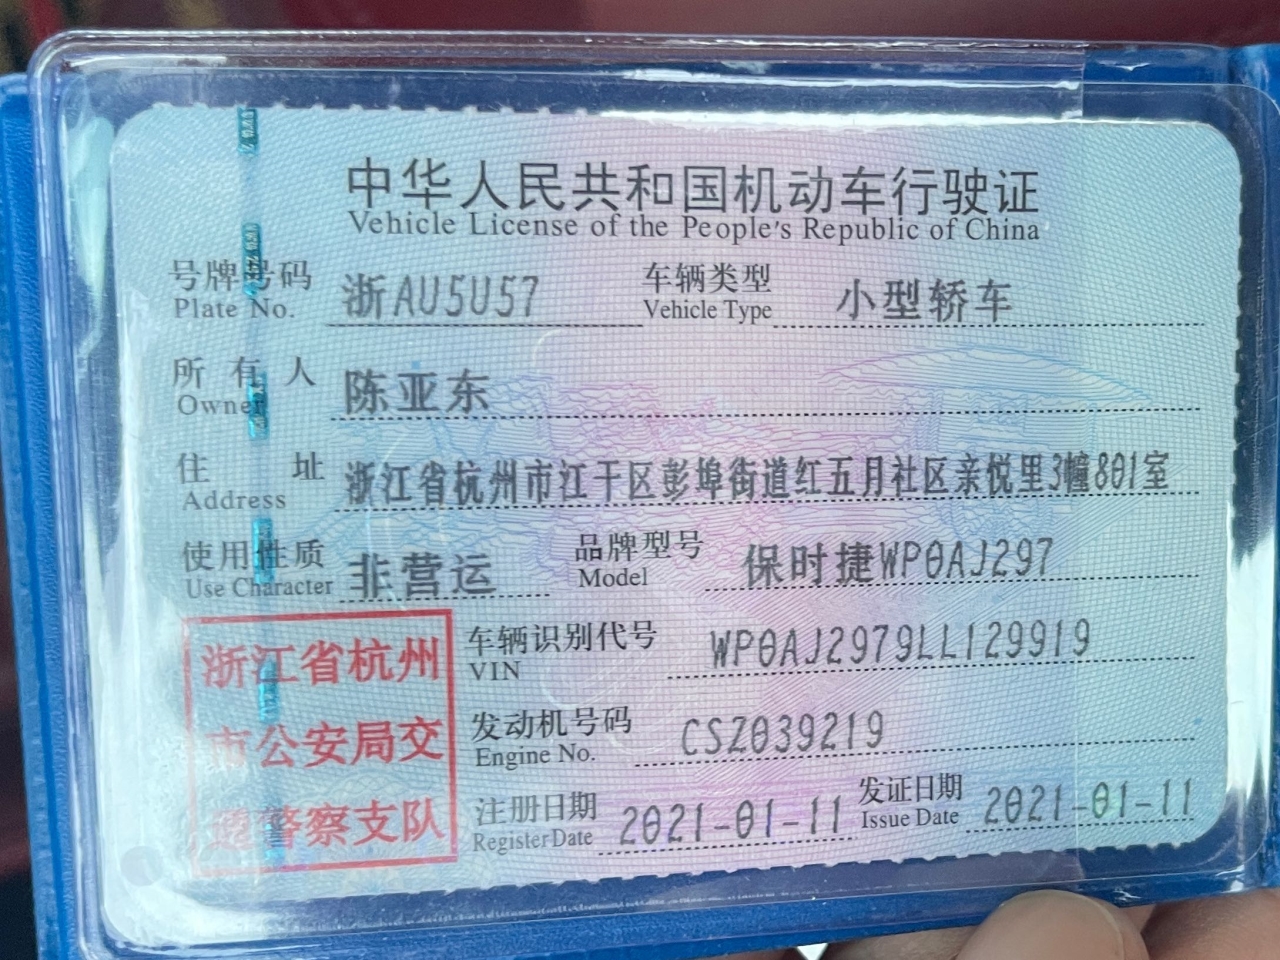 中华人民共和国机动车行驶证
Vehicle License of the People's Republic of China
号牌号码 浙AU5U57 车辆类型 小型轿车
Plate No. Vehicle Type
所有人 陈亚东
Owner
住址 浙江省杭州市江干区彭埠街道红五月社区亲悦里3幢801室
Address
使用性质 非营运 品牌型号 保时捷WP0AJ297
Use Character Model
车辆识别代号 WP0AJ2979LL129919
VIN
发动机号码 CSZ039219
Engine No.
注册日期 2021-01-11 发证日期 2021-01-11
Register Date Issue Date
浙江省杭州
市公安局交
通警察支队